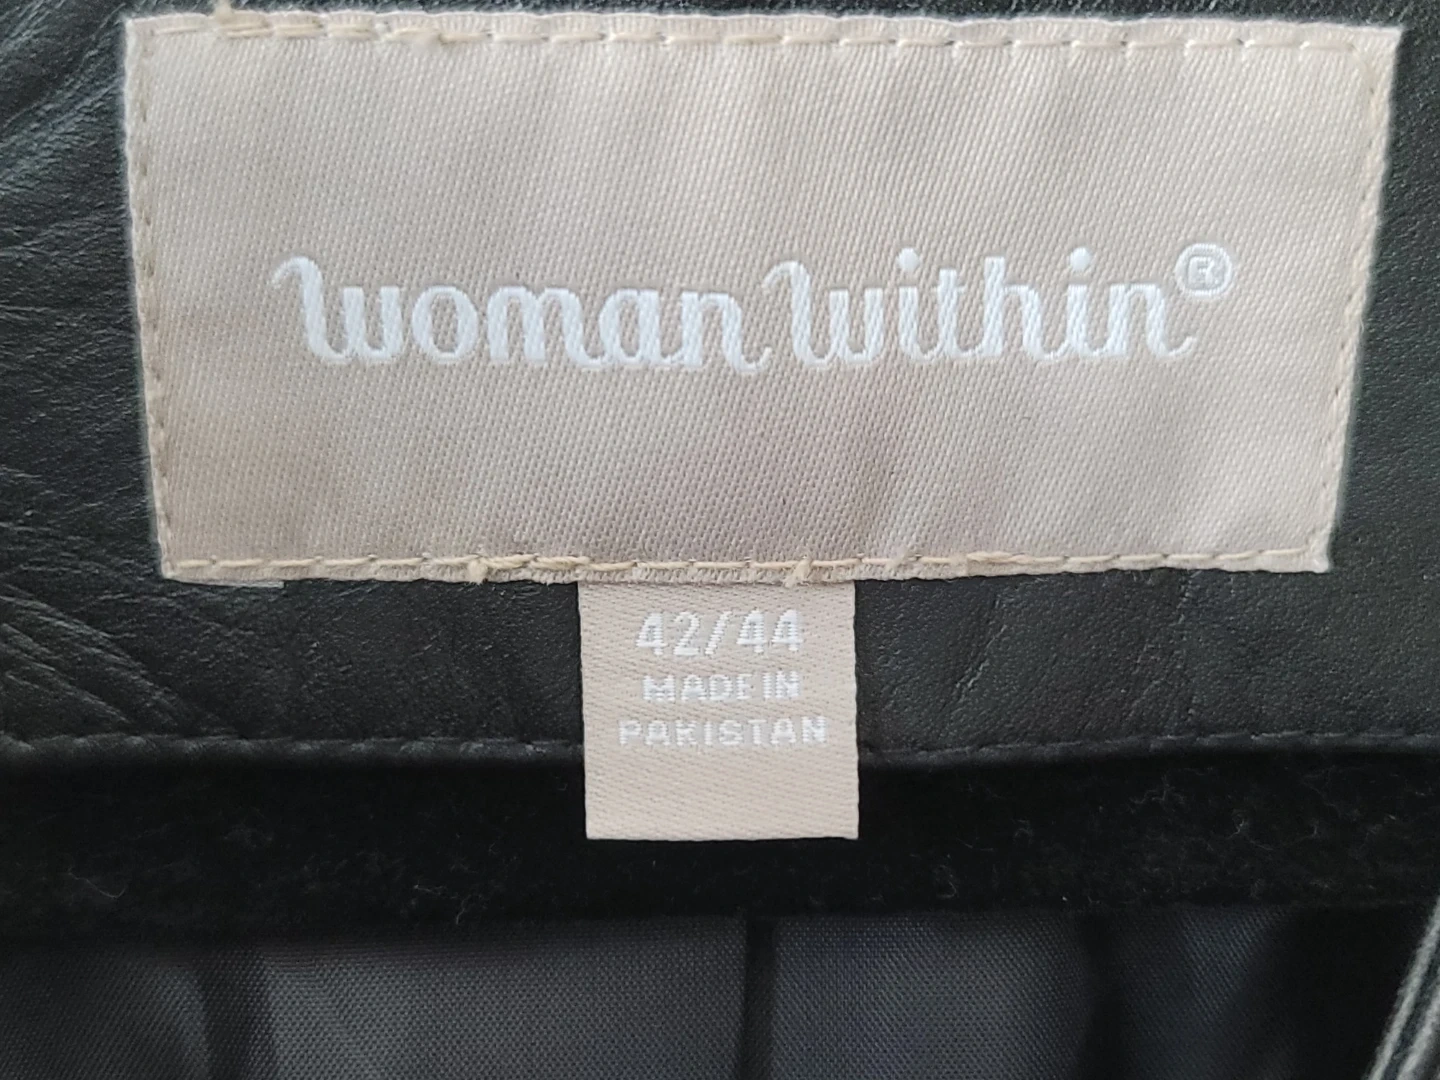 woman within®
42/44
MADE IN
PAKISTAN